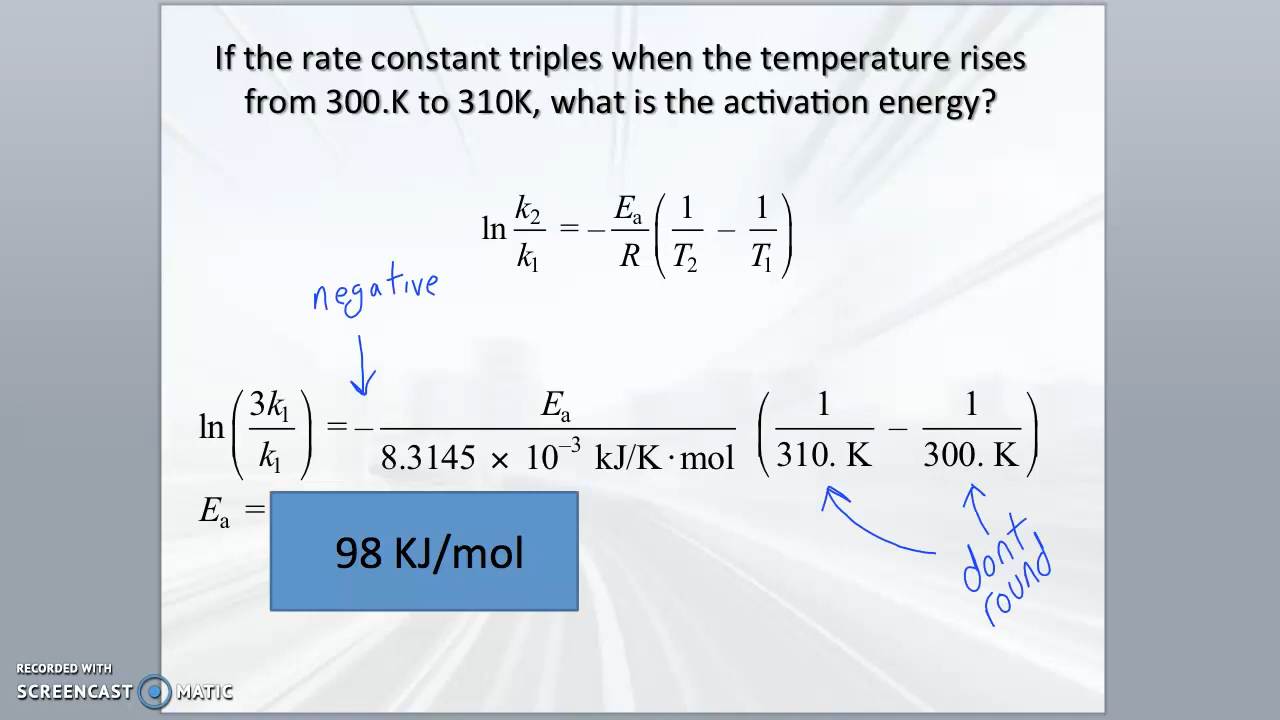 If the rate constant triples when the temperature rises
from 300.K to 310K, what is the activation energy?
ln k₂/k₁ = – Eₐ/R (1/T₂ – 1/T₁)
negative
ln(3k₁/k₁) = – Eₐ/(8.3145 × 10⁻³ kJ/K · mol) (1/310. K – 1/300. K)
Eₐ =
98 KJ/mol
dont
round
RECORDED WITH
SCREENCAST MATIC